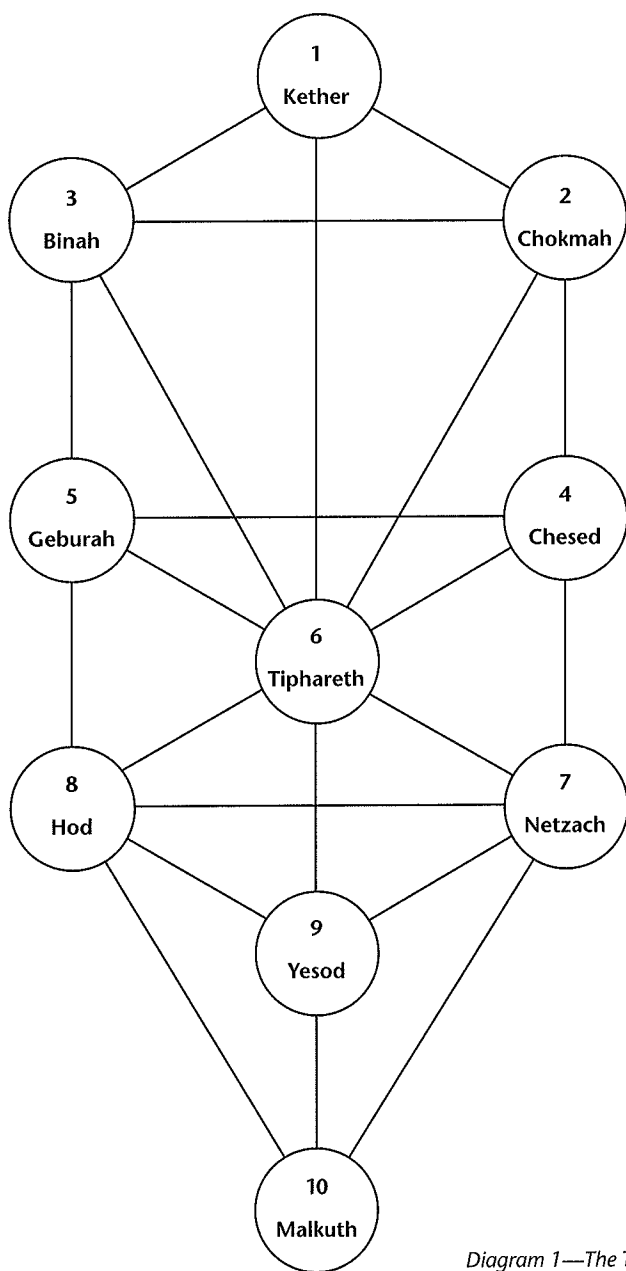 1
Kether
3
Binah
2
Chokmah
5
Geburah
4
Chesed
6
Tiphareth
8
Hod
7
Netzach
9
Yesod
10
Malkuth
Diagram 1—The